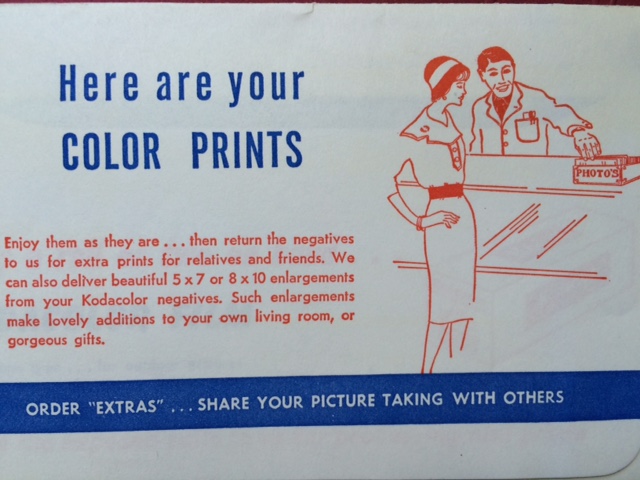 Here are your
COLOR PRINTS
PHOTO'S
Enjoy them as they are . . . then return the negatives
to us for extra prints for relatives and friends. We
can also deliver beautiful 5 x 7 or 8 x 10 enlargements
from your Kodacolor negatives. Such enlargements
make lovely additions to your own living room, or
gorgeous gifts.
ORDER "EXTRAS" . . . SHARE YOUR PICTURE TAKING WITH OTHERS